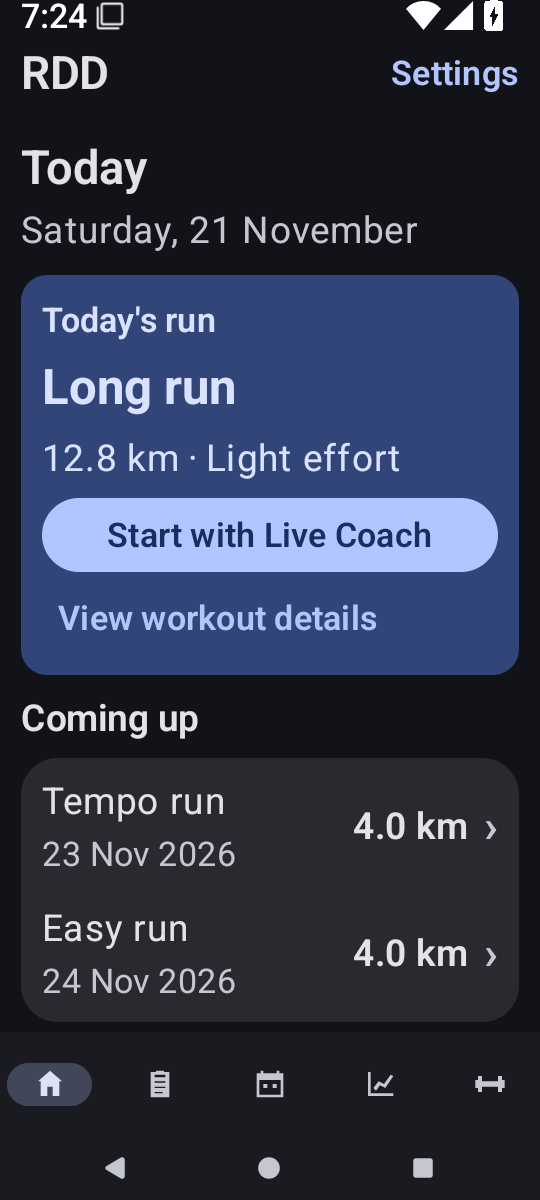 7:24
RDD
Settings
Today
Saturday, 21 November
Today's run
Long run
12.8 km · Light effort
Start with Live Coach
View workout details
Coming up
Tempo run
23 Nov 2026
4.0 km ›
Easy run
24 Nov 2026
4.0 km ›